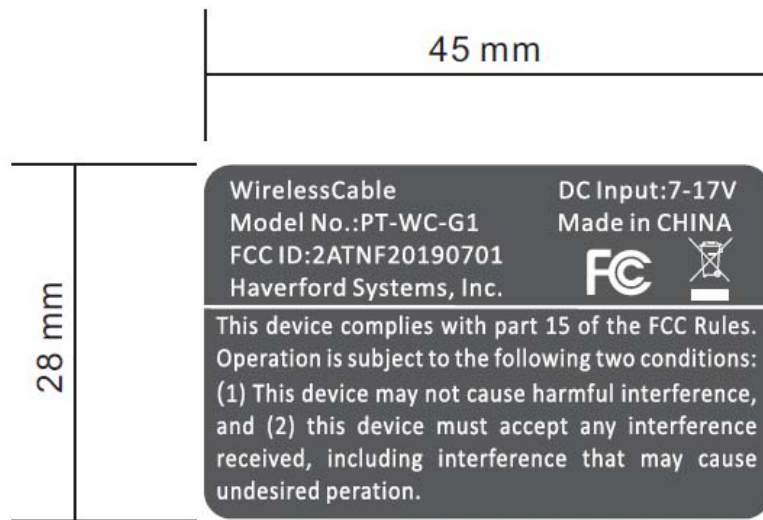 45 mm
28 mm
WirelessCable
Model No.:PT-WC-G1
FCC ID:2ATNF20190701
Haverford Systems, Inc.
DC Input:7-17V
Made in CHINA
FC
This device complies with part 15 of the FCC Rules.
Operation is subject to the following two conditions:
(1) This device may not cause harmful interference,
and (2) this device must accept any interference
received, including interference that may cause
undesired peration.